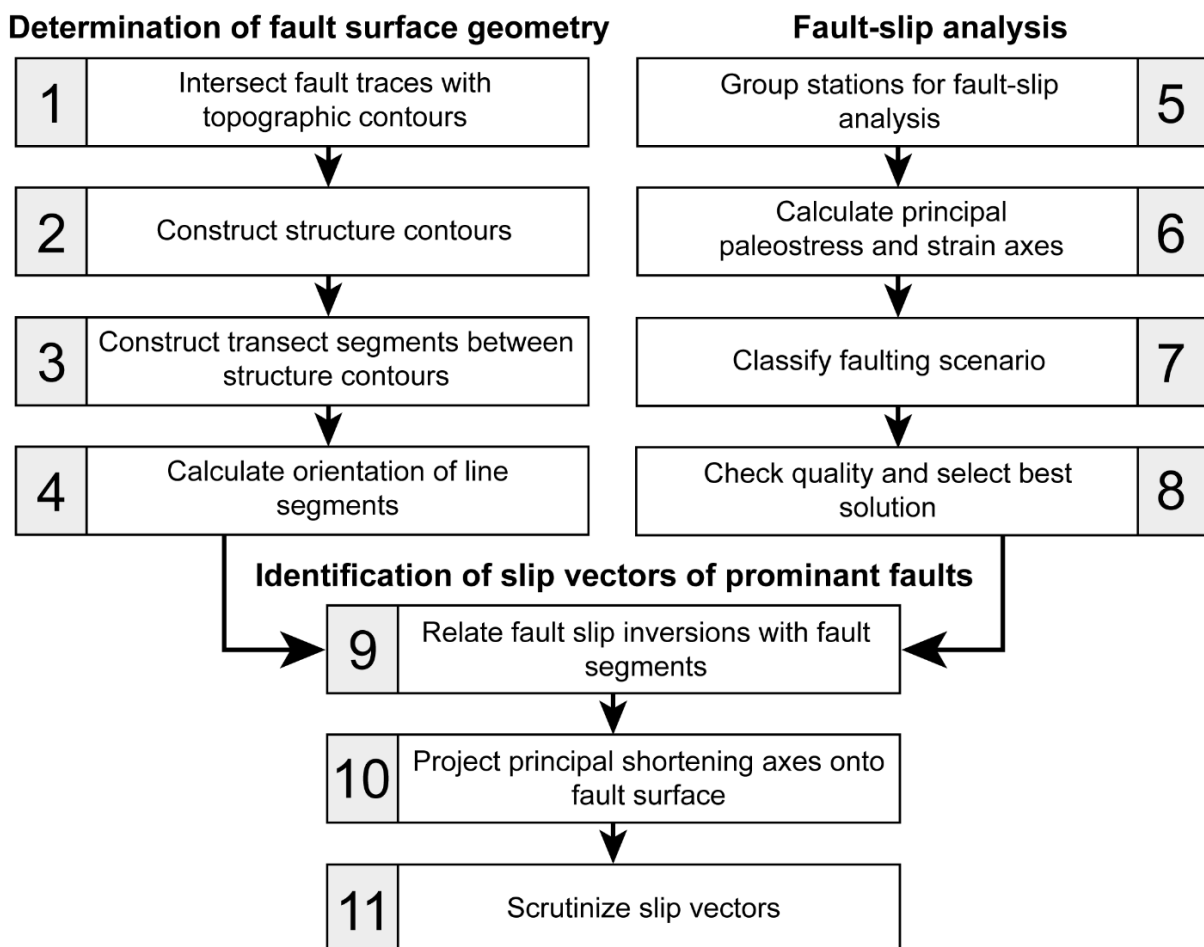 Determination of fault surface geometry
1
Intersect fault traces with
topographic contours
2
Construct structure contours
3
Construct transect segments between
structure contours
4
Calculate orientation of line
segments
Fault-slip analysis
Group stations for fault-slip
analysis
5
Calculate principal
paleostress and strain axes
6
Classify faulting scenario
7
Check quality and select best
solution
8
Identification of slip vectors of prominant faults
9
Relate fault slip inversions with fault
segments
10
Project principal shortening axes onto
fault surface
11
Scrutinize slip vectors